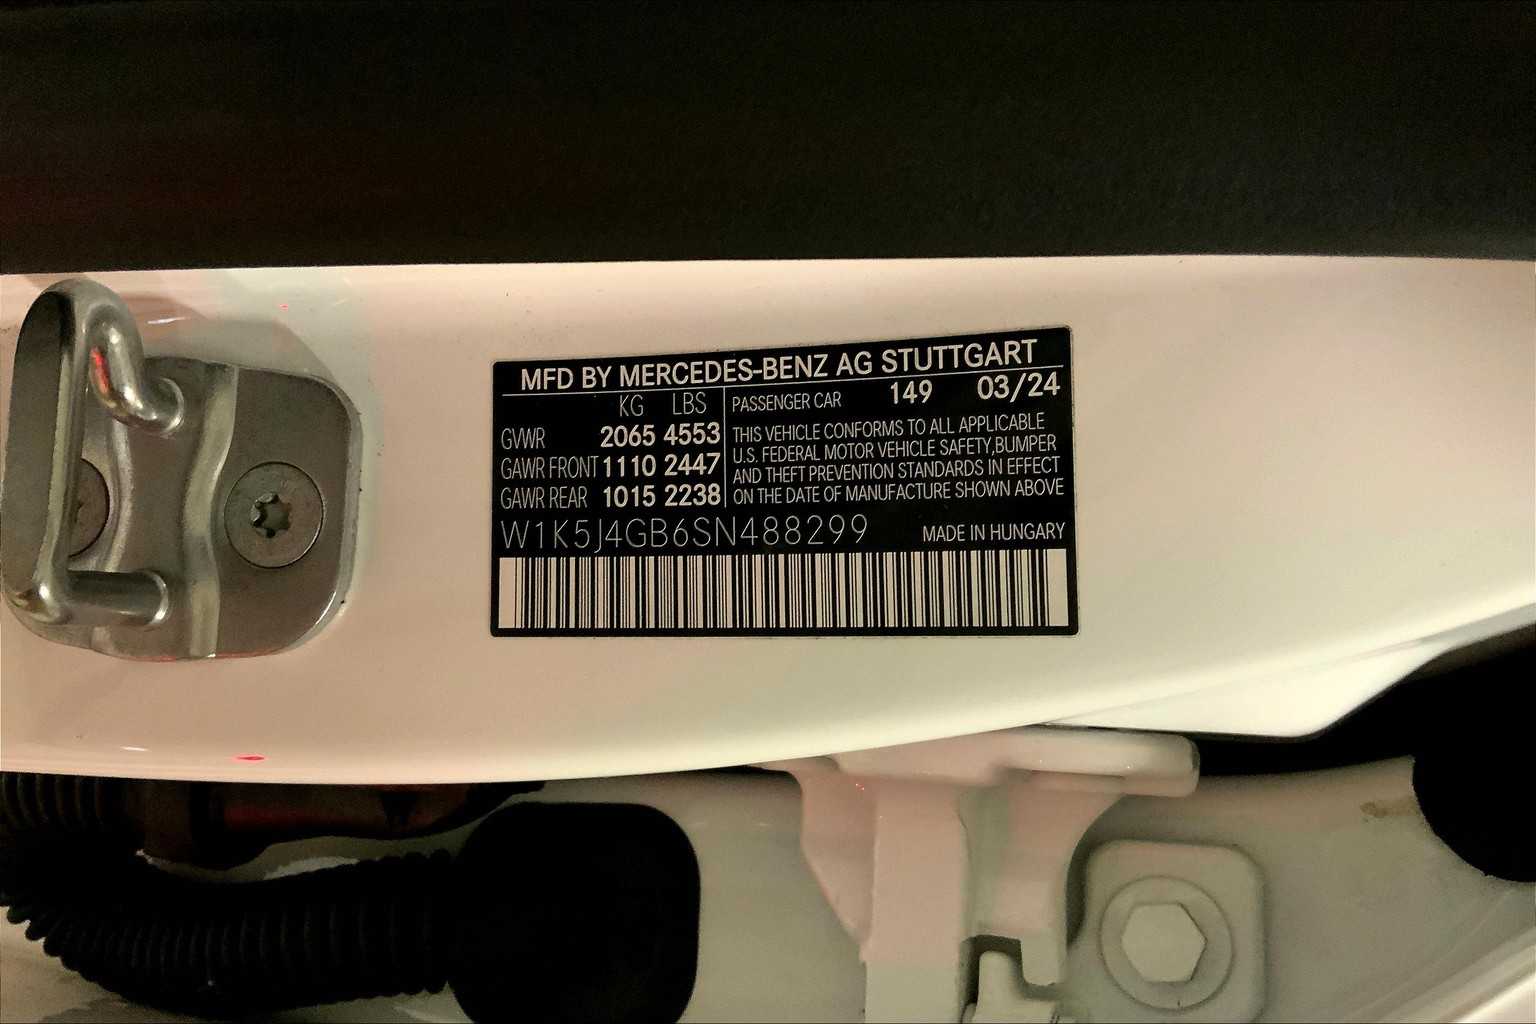 MFD BY MERCEDES-BENZ AG STUTTGART
KG LBS
GVWR 2065 4553
GAWR FRONT 1110 2447
GAWR REAR 1015 2238
PASSENGER CAR 149 03/24
THIS VEHICLE CONFORMS TO ALL APPLICABLE
U.S. FEDERAL MOTOR VEHICLE SAFETY,BUMPER
AND THEFT PREVENTION STANDARDS IN EFFECT
ON THE DATE OF MANUFACTURE SHOWN ABOVE
W1K5J4GB6SN488299 MADE IN HUNGARY